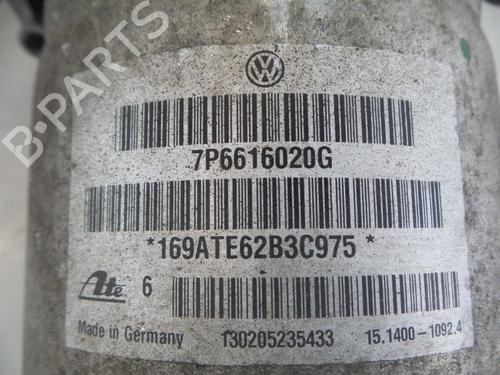 B-PARTS
7P6616020G
*169ATE62B3C975*
Ate 6
Made in Germany 130205235433 15.1400-1092.4